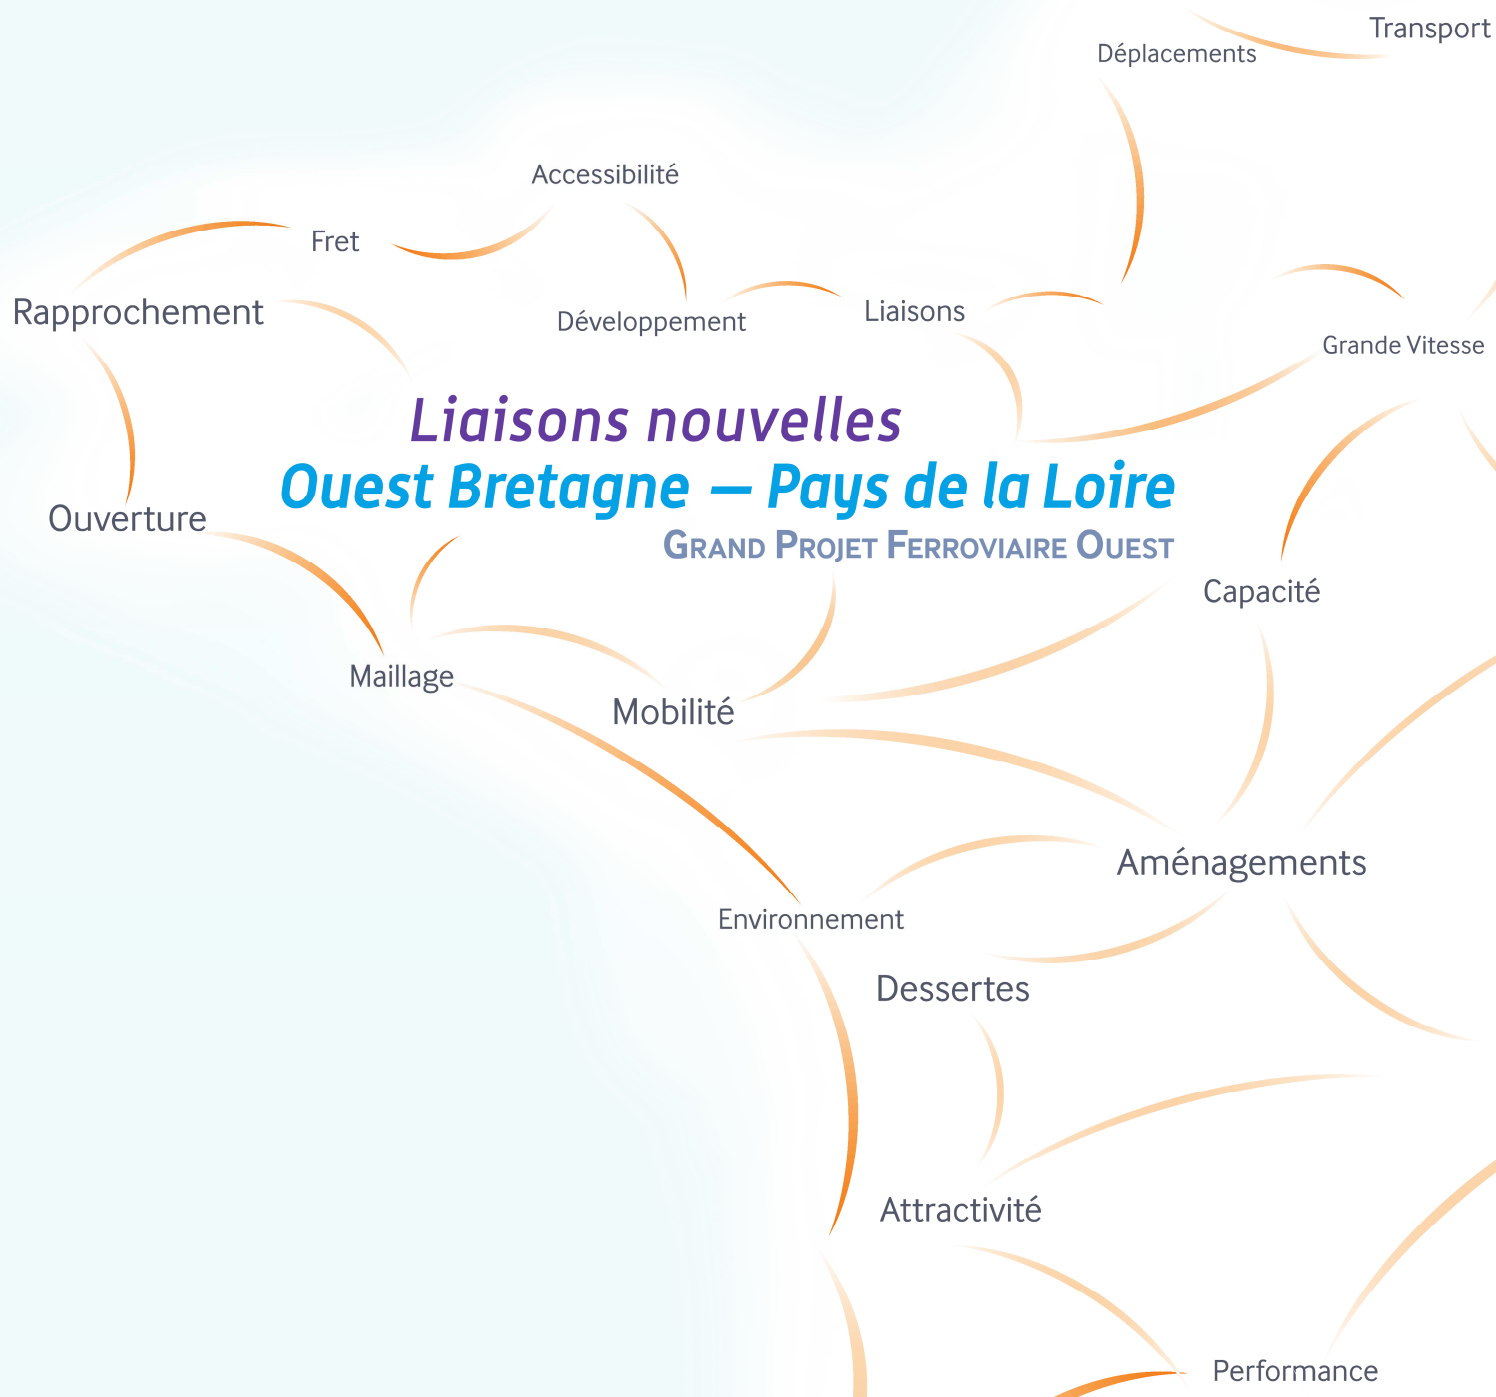 Transport
Déplacements
Accessibilité
Fret
Rapprochement
Développement
Liaisons
Grande Vitesse
Liaisons nouvelles
Ouest Bretagne — Pays de la Loire
Grand Projet Ferroviaire Ouest
Ouverture
Capacité
Maillage
Mobilité
Aménagements
Environnement
Dessertes
Attractivité
Performance